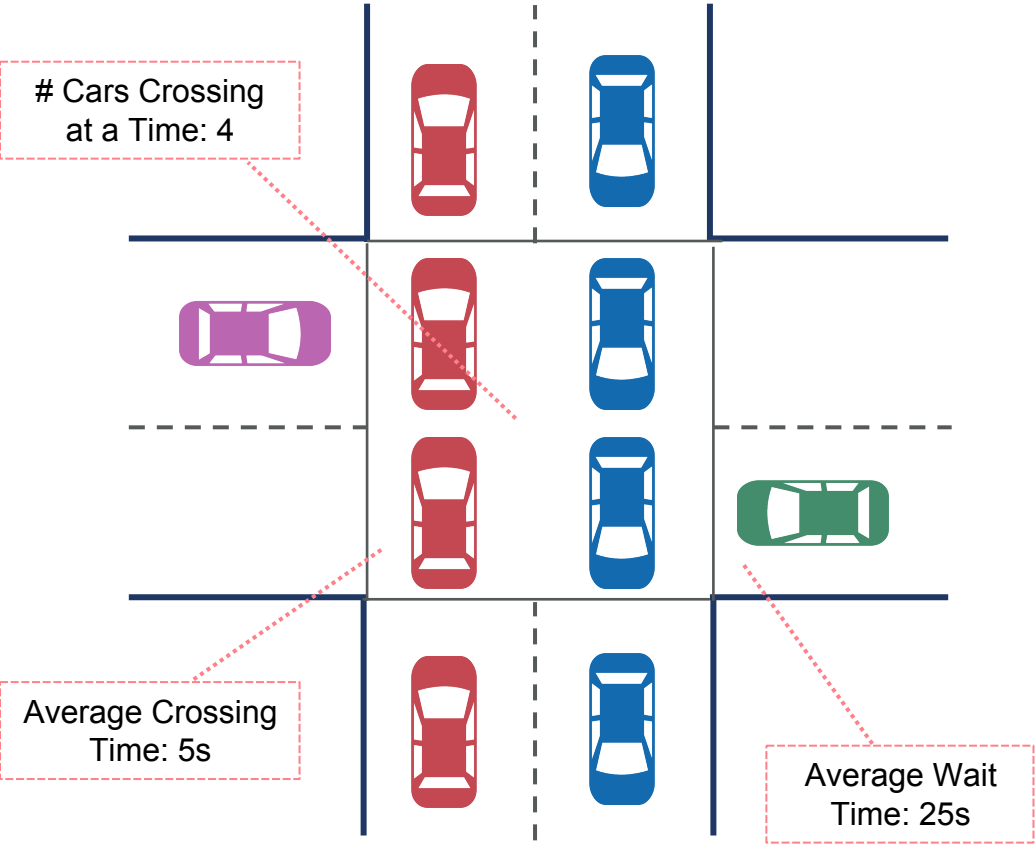 # Cars Crossing
at a Time: 4
Average Crossing
Time: 5s
Average Wait
Time: 25s